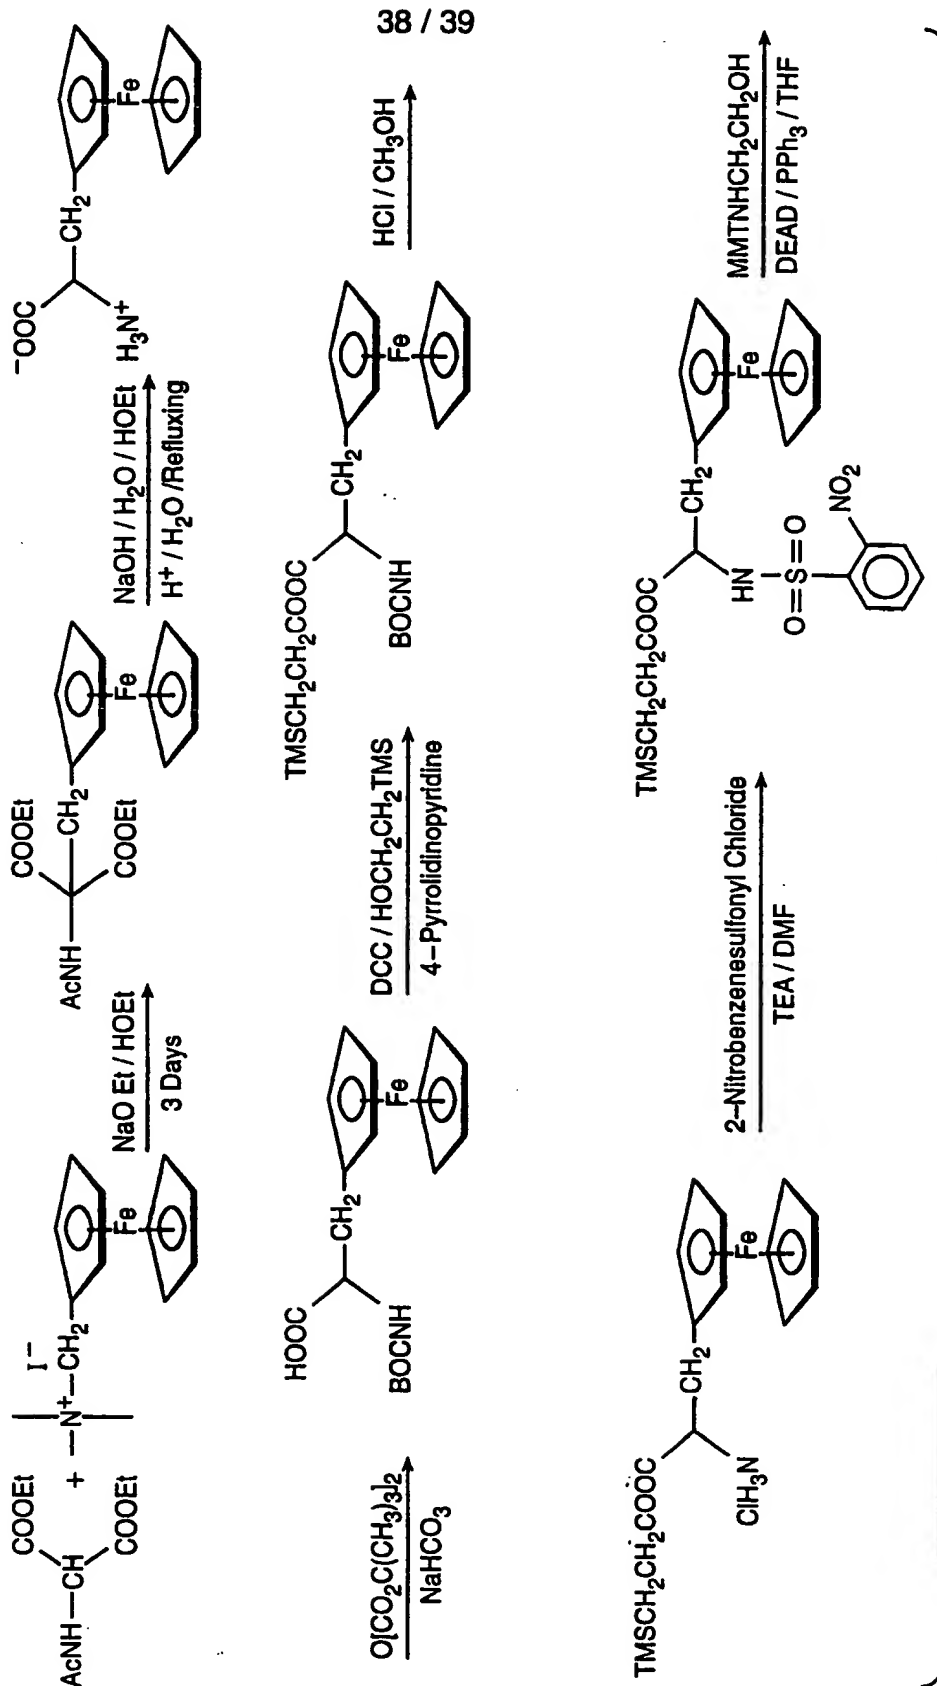 38 / 39
AcNH—CH
COOEt
COOEt
+
—N⁺—CH₂
I⁻
Fe
NaO Et / HOEt
3 Days
AcNH
COOEt
COOEt
CH₂
Fe
NaOH / H₂O / HOEt
H⁺ / H₂O /Refluxing
⁻OOC
H₃N⁺
CH₂
Fe
O[CO₂C(CH₃)₃]₂
NaHCO₃
HOOC
BOCNH
CH₂
Fe
DCC / HOCH₂CH₂TMS
4–Pyrrolidinopyridine
TMSCH₂CH₂COOC
BOCNH
CH₂
Fe
HCl / CH₃OH
TMSCH₂CH₂COOC
ClH₃N
CH₂
Fe
2–Nitrobenzenesulfonyl Chloride
TEA / DMF
TMSCH₂CH₂COOC
HN
CH₂
Fe
O=S=O
NO₂
MMTNHCH₂CH₂OH
DEAD / PPh₃ / THF